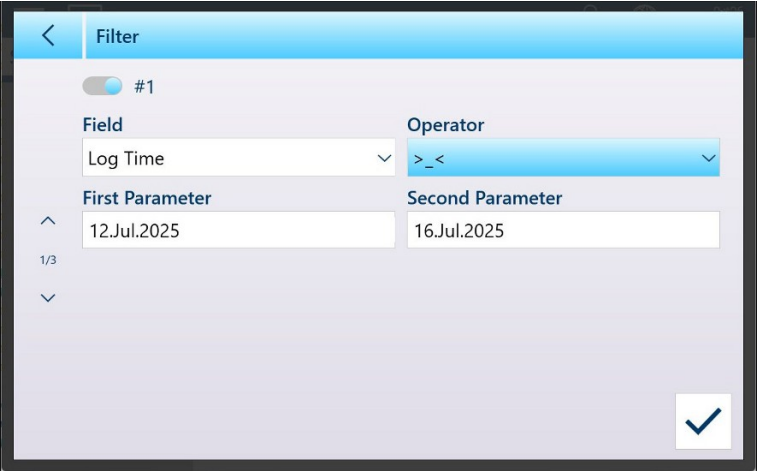 Filter
#1
Field
Operator
Log Time
>_<
First Parameter
Second Parameter
12.Jul.2025
16.Jul.2025
1/3